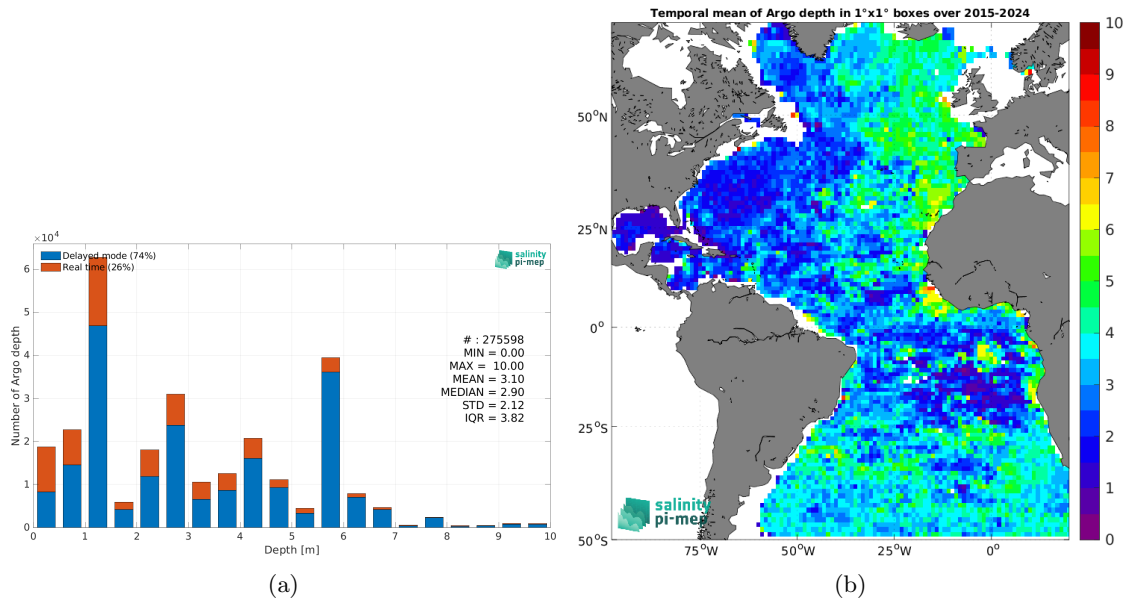 ×10⁴
Delayed mode (74%)
Real time (26%)
salinity
pi-mep
# : 275598
MIN = 0.00
MAX = 10.00
MEAN = 3.10
MEDIAN = 2.90
STD = 2.12
IQR = 3.82
Number of Argo depth
6
5
4
3
2
1
0
0 1 2 3 4 5 6 7 8 9 10
Depth [m]
(a)
Temporal mean of Argo depth in 1°x1° boxes over 2015-2024
50°N
25°N
0°
25°S
50°S
75°W 50°W 25°W 0°
salinity
pi-mep
10
9
8
7
6
5
4
3
2
1
0
(b)